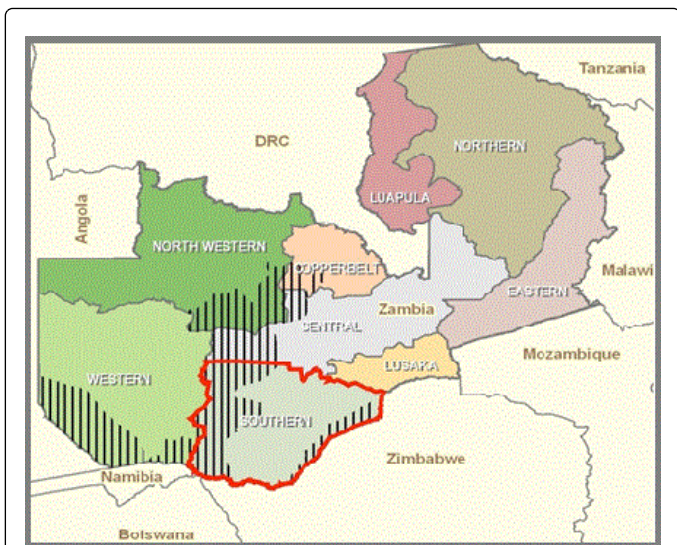 Tanzania
DRC
NORTHERN
LUAPULA
Angola
NORTH WESTERN
COPPERBELT
Malawi
EASTERN
Zambia
CENTRAL
Mozambique
LUSAKA
WESTERN
SOUTHERN
Zimbabwe
Namibia
Botswana